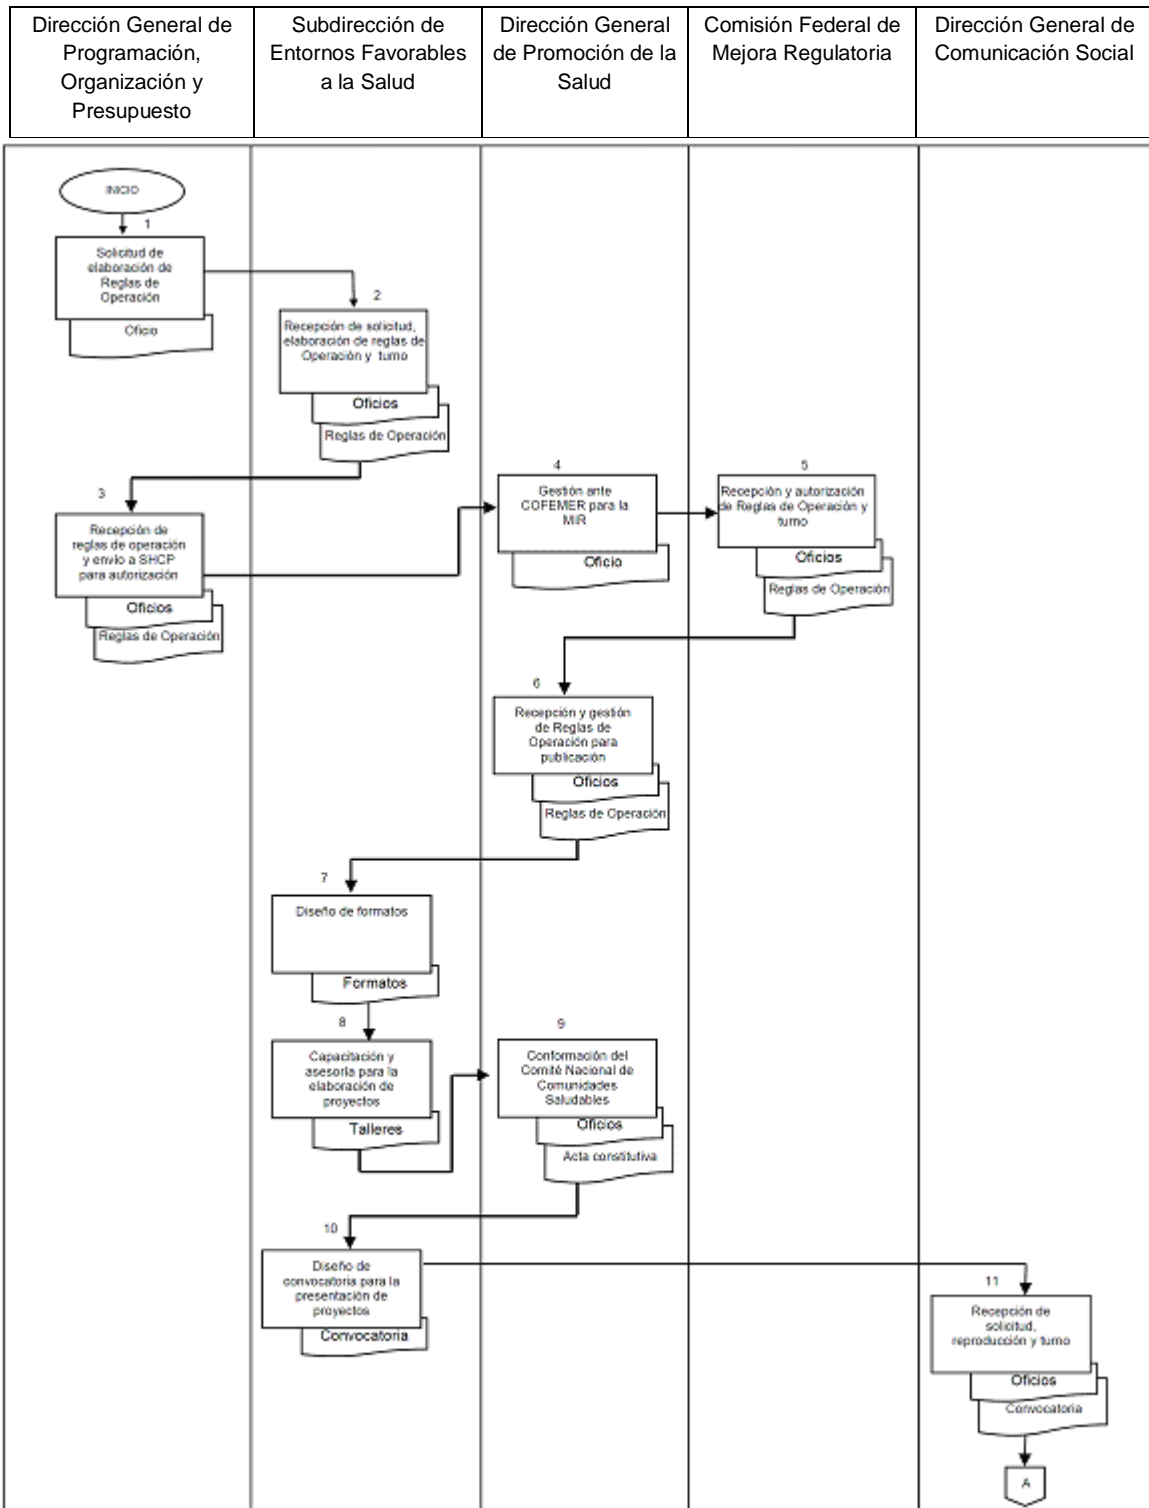 Dirección General de
Programación,
Organización y
Presupuesto
Subdirección de
Entornos Favorables
a la Salud
Dirección General
de Promoción de la
Salud
Comisión Federal de
Mejora Regulatoria
Dirección General de
Comunicación Social
INICIO
1
Solicitud de
elaboración de
Reglas de
Operación
Oficio
2
Recepción de solicitud,
elaboración de reglas de
Operación y turno
Oficios
Reglas de Operación
3
Recepción de
reglas de operación
y envío a SHCP
para autorización
Oficios
Reglas de Operación
4
Gestión ante
COFEMER para la
MIR
Oficio
5
Recepción y autorización
de Reglas de Operación y
turno
Oficios
Reglas de Operación
6
Recepción y gestión
de Reglas de
Operación para
publicación
Oficios
Reglas de Operación
7
Diseño de formatos
Formatos
8
Capacitación y
asesoría para la
elaboración de
proyectos
Talleres
9
Conformación del
Comité Nacional de
Comunidades
Saludables
Oficios
Acta constitutiva
10
Diseño de
convocatoria para la
presentación de
proyectos
Convocatoria
11
Recepción de
solicitud,
reproducción y turno
Oficios
Convocatoria
A